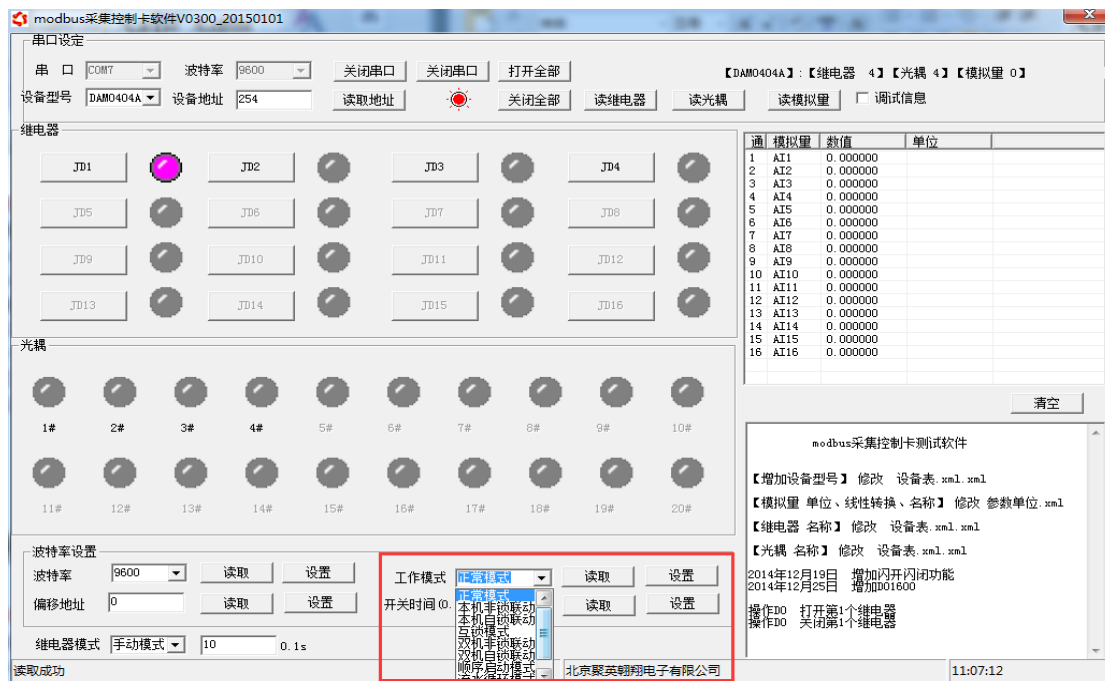 modbus采集控制卡软件V0300_20150101
串口设定
串 口 COM7 波特率 9600 关闭串口 关闭串口 打开全部
【DAM0404A】:【继电器 4】【光耦 4】【模拟量 0】
设备型号 DAM0404A 设备地址 254 读取地址 关闭全部 读继电器 读光耦 读模拟量 调试信息
继电器
JD1 JD2 JD3 JD4
JD5 JD6 JD7 JD8
JD9 JD10 JD11 JD12
JD13 JD14 JD15 JD16
通 模拟量 数值 单位
1 AI1 0.000000
2 AI2 0.000000
3 AI3 0.000000
4 AI4 0.000000
5 AI5 0.000000
6 AI6 0.000000
7 AI7 0.000000
8 AI8 0.000000
9 AI9 0.000000
10 AI10 0.000000
11 AI11 0.000000
12 AI12 0.000000
13 AI13 0.000000
14 AI14 0.000000
15 AI15 0.000000
16 AI16 0.000000
清空
光耦
1# 2# 3# 4# 5# 6# 7# 8# 9# 10#
11# 12# 13# 14# 15# 16# 17# 18# 19# 20#
modbus采集控制卡测试软件
【增加设备型号】 修改 设备表.xml.xml
【模拟量 单位、线性转换、名称】 修改 参数单位.xml
【继电器 名称】 修改 设备表.xml.xml
【光耦 名称】 修改 设备表.xml.xml
2014年12月19日 增加闪开闪闭功能
2014年12月25日 增加DO1600
操作DO 打开第1个继电器
操作DO 关闭第1个继电器
波特率设置
波特率 9600 读取 设置
偏移地址 0 读取 设置
继电器模式 手动模式 10 0.1s
工作模式 正常模式 读取 设置
开关时间(0. 读取 设置
正常模式
本机非锁联动
本机自锁联动
互锁模式
双机非锁联动
双机自锁联动
顺序启动模式
流水循环模式
读取成功 北京聚英翱翔电子有限公司 11:07:12